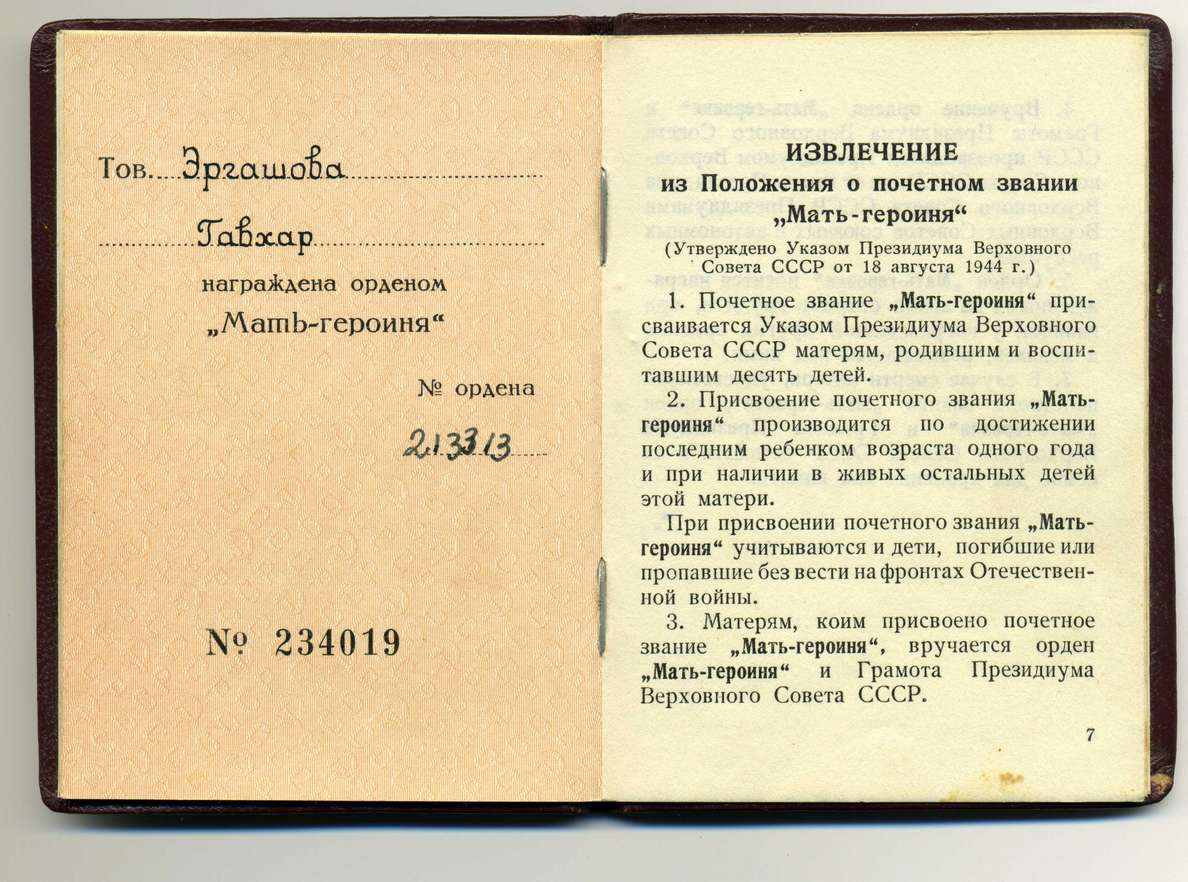 Тов. Эргашова
Гавхар
награждена орденом
„Мать-героиня“
№ ордена
213313
№ 234019
ИЗВЛЕЧЕНИЕ
из Положения о почетном звании
„Мать-героиня“
(Утверждено Указом Президиума Верховного
Совета СССР от 18 августа 1944 г.)
1. Почетное звание „Мать-героиня“ при-
сваивается Указом Президиума Верховного
Совета СССР матерям, родившим и воспи-
тавшим десять детей.
2. Присвоение почетного звания „Мать-
героиня“ производится по достижении
последним ребенком возраста одного года
и при наличии в живых остальных детей
этой матери.
При присвоении почетного звания „Мать-
героиня“ учитываются и дети, погибшие или
пропавшие без вести на фронтах Отечествен-
ной войны.
3. Матерям, коим присвоено почетное
звание „Мать-героиня“, вручается орден
„Мать-героиня“ и Грамота Президиума
Верховного Совета СССР.
7